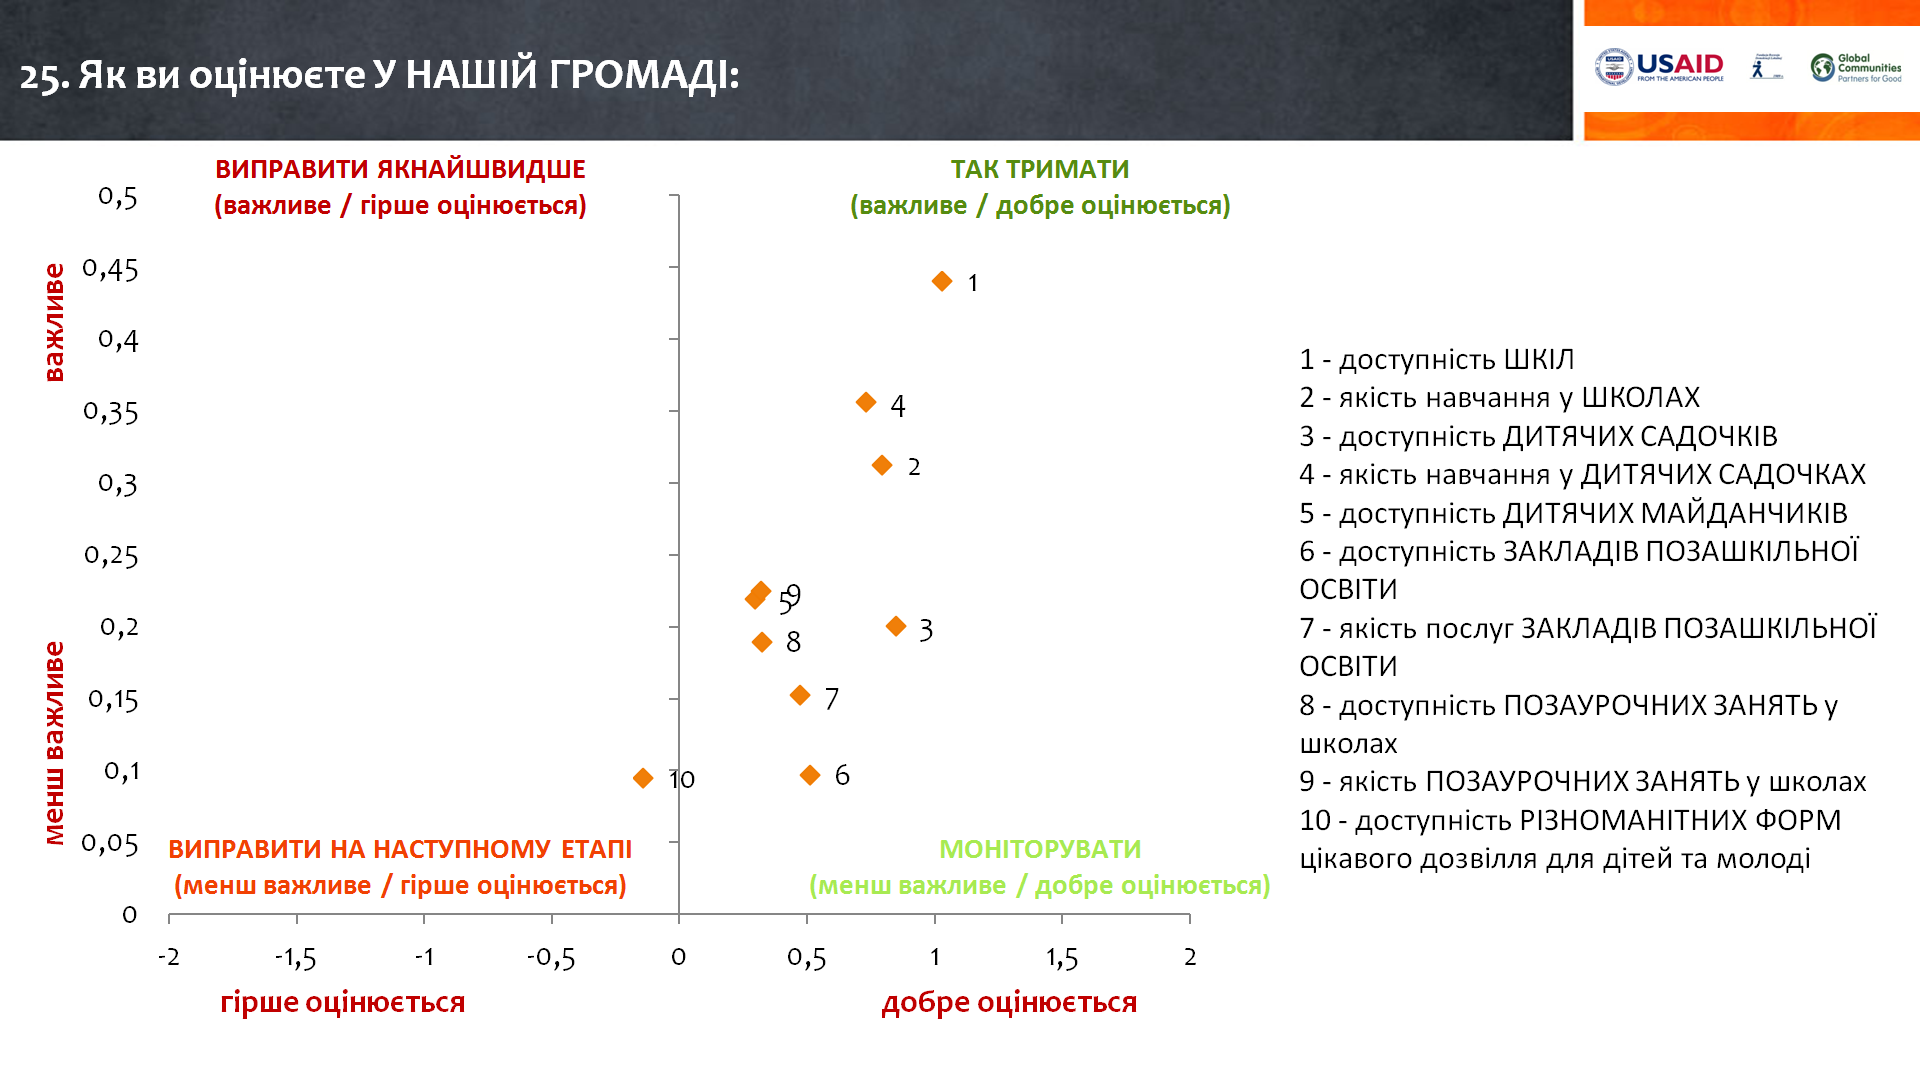 25. Як ви оцінюєте У НАШІЙ ГРОМАДІ:
USAID
FROM THE AMERICAN PEOPLE
Global
Communities
Partners for Good
ВИПРАВИТИ ЯКНАЙШВИДШЕ
(важливе / гірше оцінюється)
ТАК ТРИМАТИ
(важливе / добре оцінюється)
важливе
менш важливе
0,5
0,45
0,4
0,35
0,3
0,25
0,2
0,15
0,1
0,05
0
1
4
2
9
5
3
8
7
10
6
ВИПРАВИТИ НА НАСТУПНОМУ ЕТАПІ
(менш важливе / гірше оцінюється)
МОНІТОРУВАТИ
(менш важливе / добре оцінюється)
-2
-1,5
-1
-0,5
0
0,5
1
1,5
2
гірше оцінюється
добре оцінюється
1 - доступність ШКІЛ
2 - якість навчання у ШКОЛАХ
3 - доступність ДИТЯЧИХ САДОЧКІВ
4 - якість навчання у ДИТЯЧИХ САДОЧКАХ
5 - доступність ДИТЯЧИХ МАЙДАНЧИКІВ
6 - доступність ЗАКЛАДІВ ПОЗАШКІЛЬНОЇ
ОСВІТИ
7 - якість послуг ЗАКЛАДІВ ПОЗАШКІЛЬНОЇ
ОСВІТИ
8 - доступність ПОЗАУРОЧНИХ ЗАНЯТЬ у
школах
9 - якість ПОЗАУРОЧНИХ ЗАНЯТЬ у школах
10 - доступність РІЗНОМАНІТНИХ ФОРМ
цікавого дозвілля для дітей та молоді